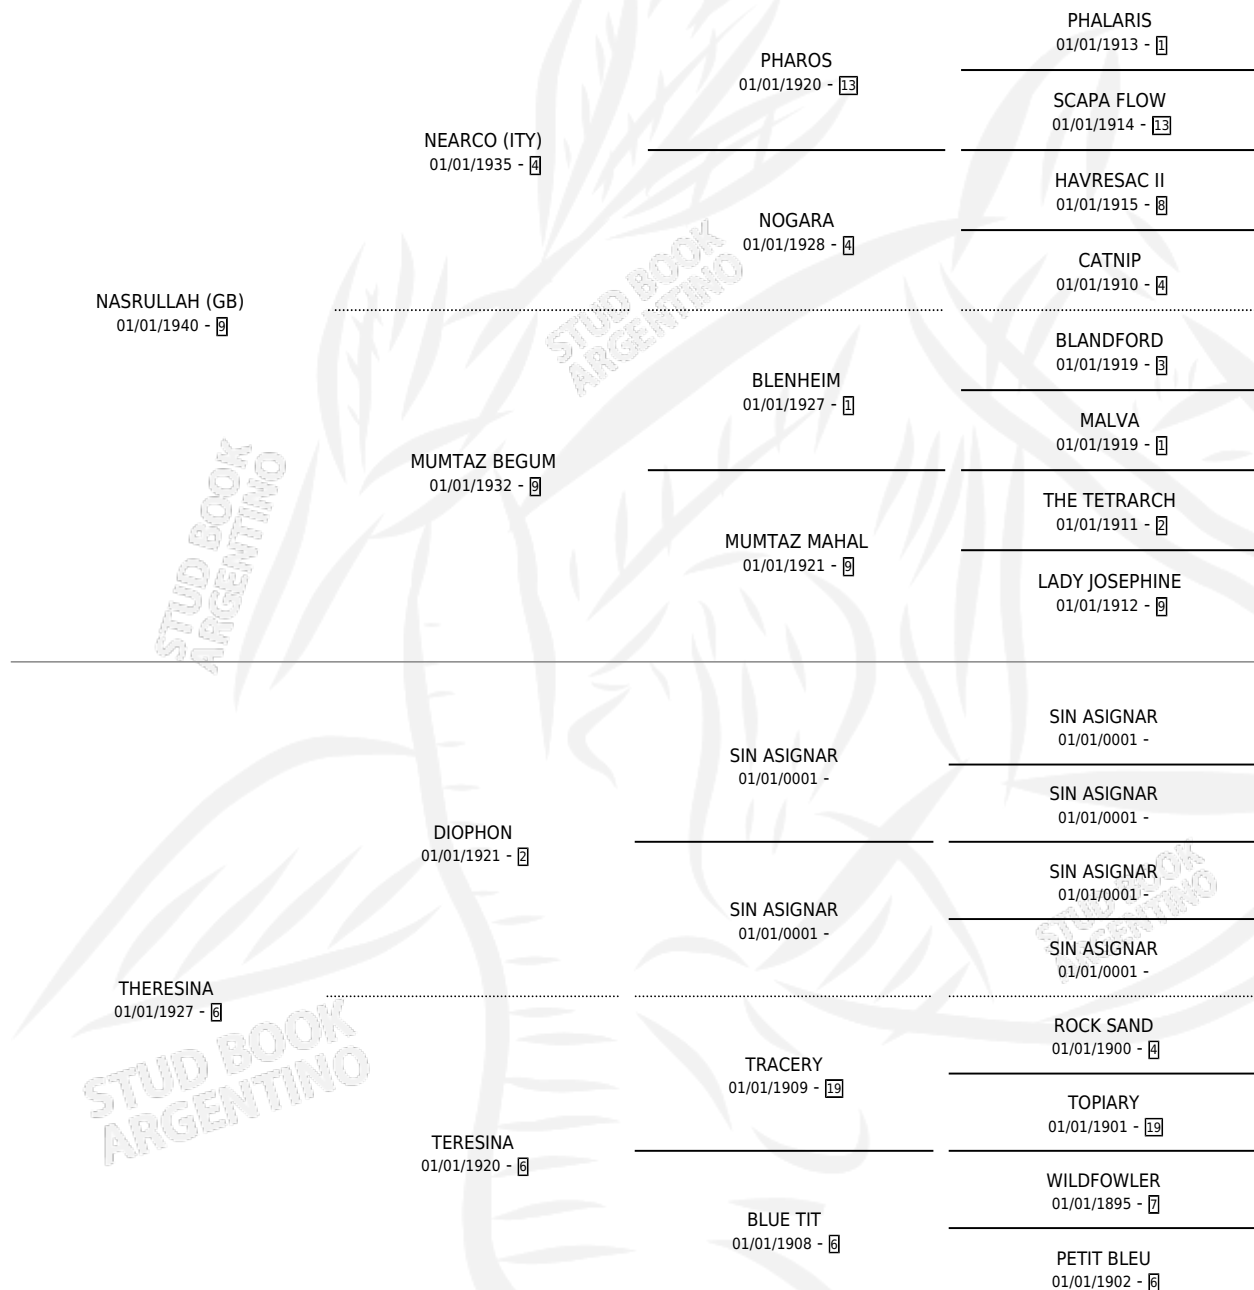 PHALARIS
01/01/1913 - 1
PHAROS
01/01/1920 - 13
SCAPA FLOW
01/01/1914 - 13
NEARCO (ITY)
01/01/1935 - 4
HAVRESAC II
01/01/1915 - 8
NOGARA
01/01/1928 - 4
CATNIP
01/01/1910 - 4
NASRULLAH (GB)
01/01/1940 - 9
STUD BOOK
ARGENTINO
BLANDFORD
01/01/1919 - 3
BLENHEIM
01/01/1927 - 1
MALVA
01/01/1919 - 1
MUMTAZ BEGUM
01/01/1932 - 9
THE TETRARCH
01/01/1911 - 2
MUMTAZ MAHAL
01/01/1921 - 9
LADY JOSEPHINE
01/01/1912 - 9
STUD BOOK
ARGENTINO
SIN ASIGNAR
01/01/0001 -
SIN ASIGNAR
01/01/0001 -
SIN ASIGNAR
01/01/0001 -
DIOPHON
01/01/1921 - 2
SIN ASIGNAR
01/01/0001 -
SIN ASIGNAR
01/01/0001 -
SIN ASIGNAR
01/01/0001 -
STUD BOOK
ARGENTINO
THERESINA
01/01/1927 - 6
ROCK SAND
01/01/1900 - 4
TRACERY
01/01/1909 - 19
TOPIARY
01/01/1901 - 19
STUD BOOK
ARGENTINO
TERESINA
01/01/1920 - 6
WILDFOWLER
01/01/1895 - 7
BLUE TIT
01/01/1908 - 6
PETIT BLEU
01/01/1902 - 6